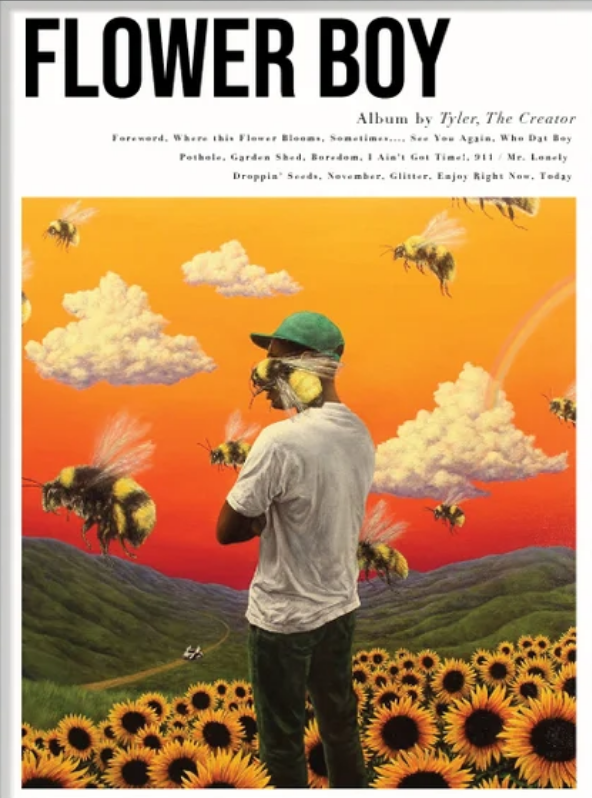 FLOWER BOY
Album by Tyler, The Creator
Foreword, Where this Flower Blooms, Sometimes..., See You Again, Who Dat Boy
Pothole, Garden Shed, Boredom, I Ain't Got Time!, 911 / Mr. Lonely
Droppin' Seeds, November, Glitter, Enjoy Right Now, Today